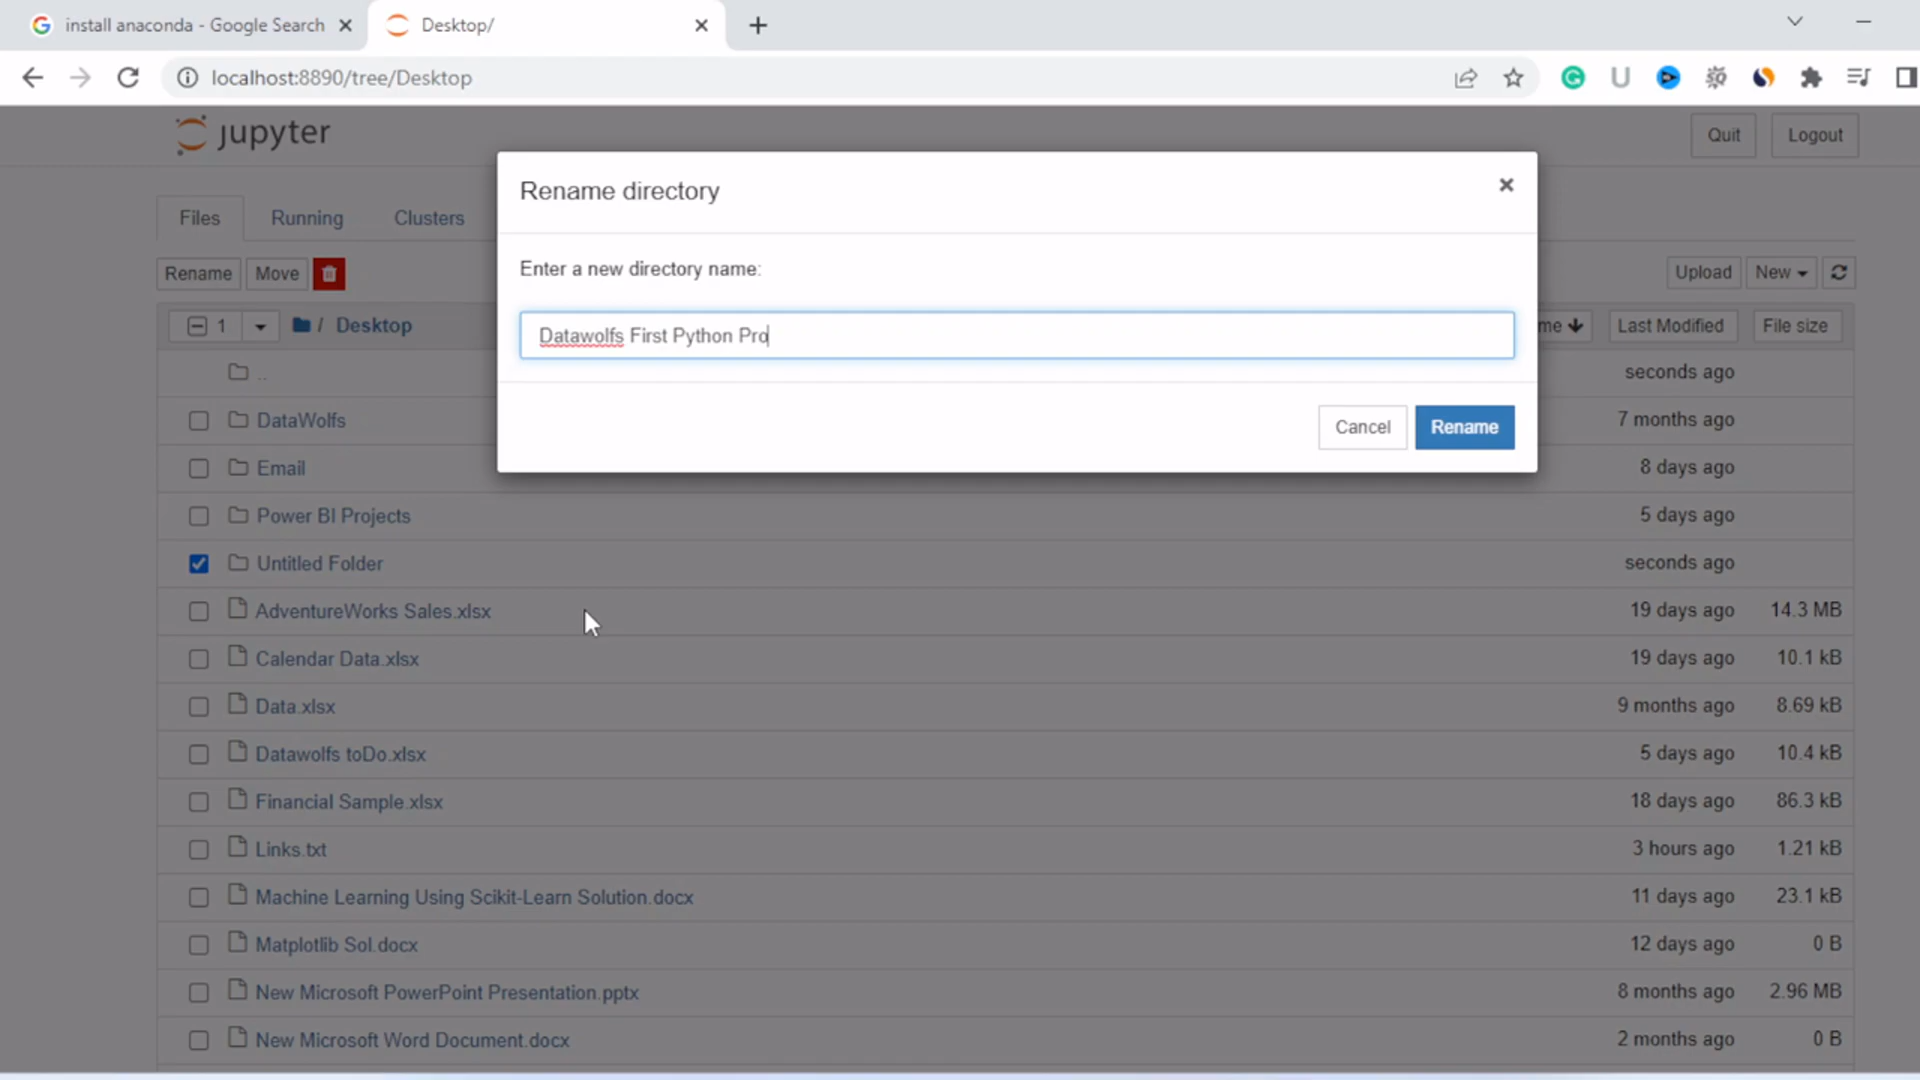 install anaconda - Google Search
Desktop/
localhost:8890/tree/Desktop
jupyter
Quit
Logout
Rename directory
Files
Running
Clusters
Enter a new directory name:
Rename
Move
Upload
New
Datawolfs First Python Pro
1
/ Desktop
me
Last Modified
File size
..
seconds ago
DataWolfs
7 months ago
Cancel
Rename
Email
8 days ago
Power BI Projects
5 days ago
Untitled Folder
seconds ago
AdventureWorks Sales.xlsx
19 days ago
14.3 MB
Calendar Data.xlsx
19 days ago
10.1 kB
Data.xlsx
9 months ago
8.69 kB
Datawolfs toDo.xlsx
5 days ago
10.4 kB
Financial Sample.xlsx
18 days ago
86.3 kB
Links.txt
3 hours ago
1.21 kB
Machine Learning Using Scikit-Learn Solution.docx
11 days ago
23.1 kB
Matplotlib Sol.docx
12 days ago
0 B
New Microsoft PowerPoint Presentation.pptx
8 months ago
2.96 MB
New Microsoft Word Document.docx
2 months ago
0 B